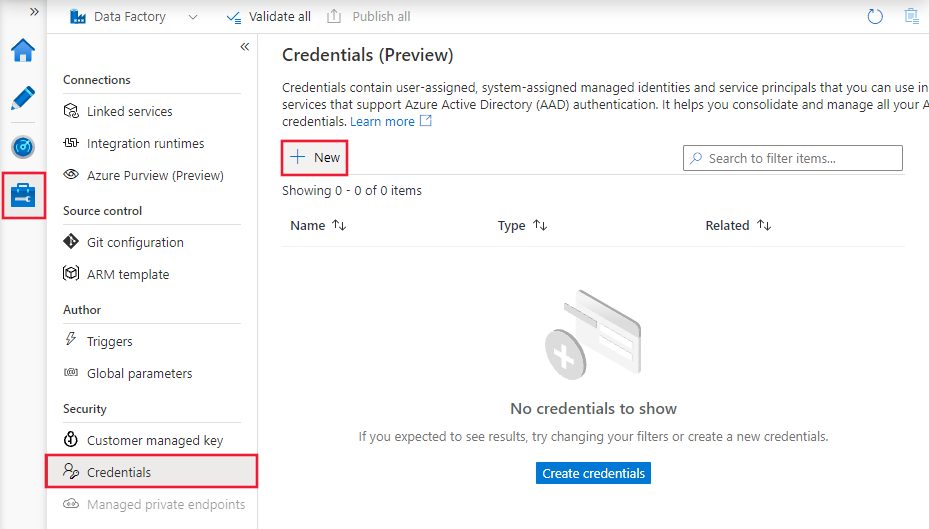 »
Data Factory
Validate all
Publish all
«
Connections
Linked services
Integration runtimes
Azure Purview (Preview)
Source control
Git configuration
ARM template
Author
Triggers
Global parameters
Security
Customer managed key
Credentials
Managed private endpoints
Credentials (Preview)
Credentials contain user-assigned, system-assigned managed identities and service principals that you can use in
services that support Azure Active Directory (AAD) authentication. It helps you consolidate and manage all your A
credentials. Learn more
New
Search to filter items...
Showing 0 - 0 of 0 items
Name Type Related
No credentials to show
If you expected to see results, try changing your filters or create a new credentials.
Create credentials